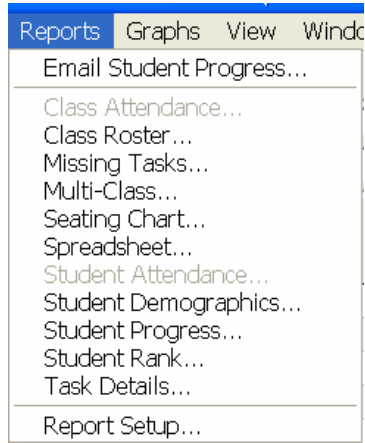 Reports Graphs View Windo
Email Student Progress...
Class Attendance...
Class Roster...
Missing Tasks...
Multi-Class...
Seating Chart...
Spreadsheet...
Student Attendance...
Student Demographics...
Student Progress...
Student Rank...
Task Details...
Report Setup...